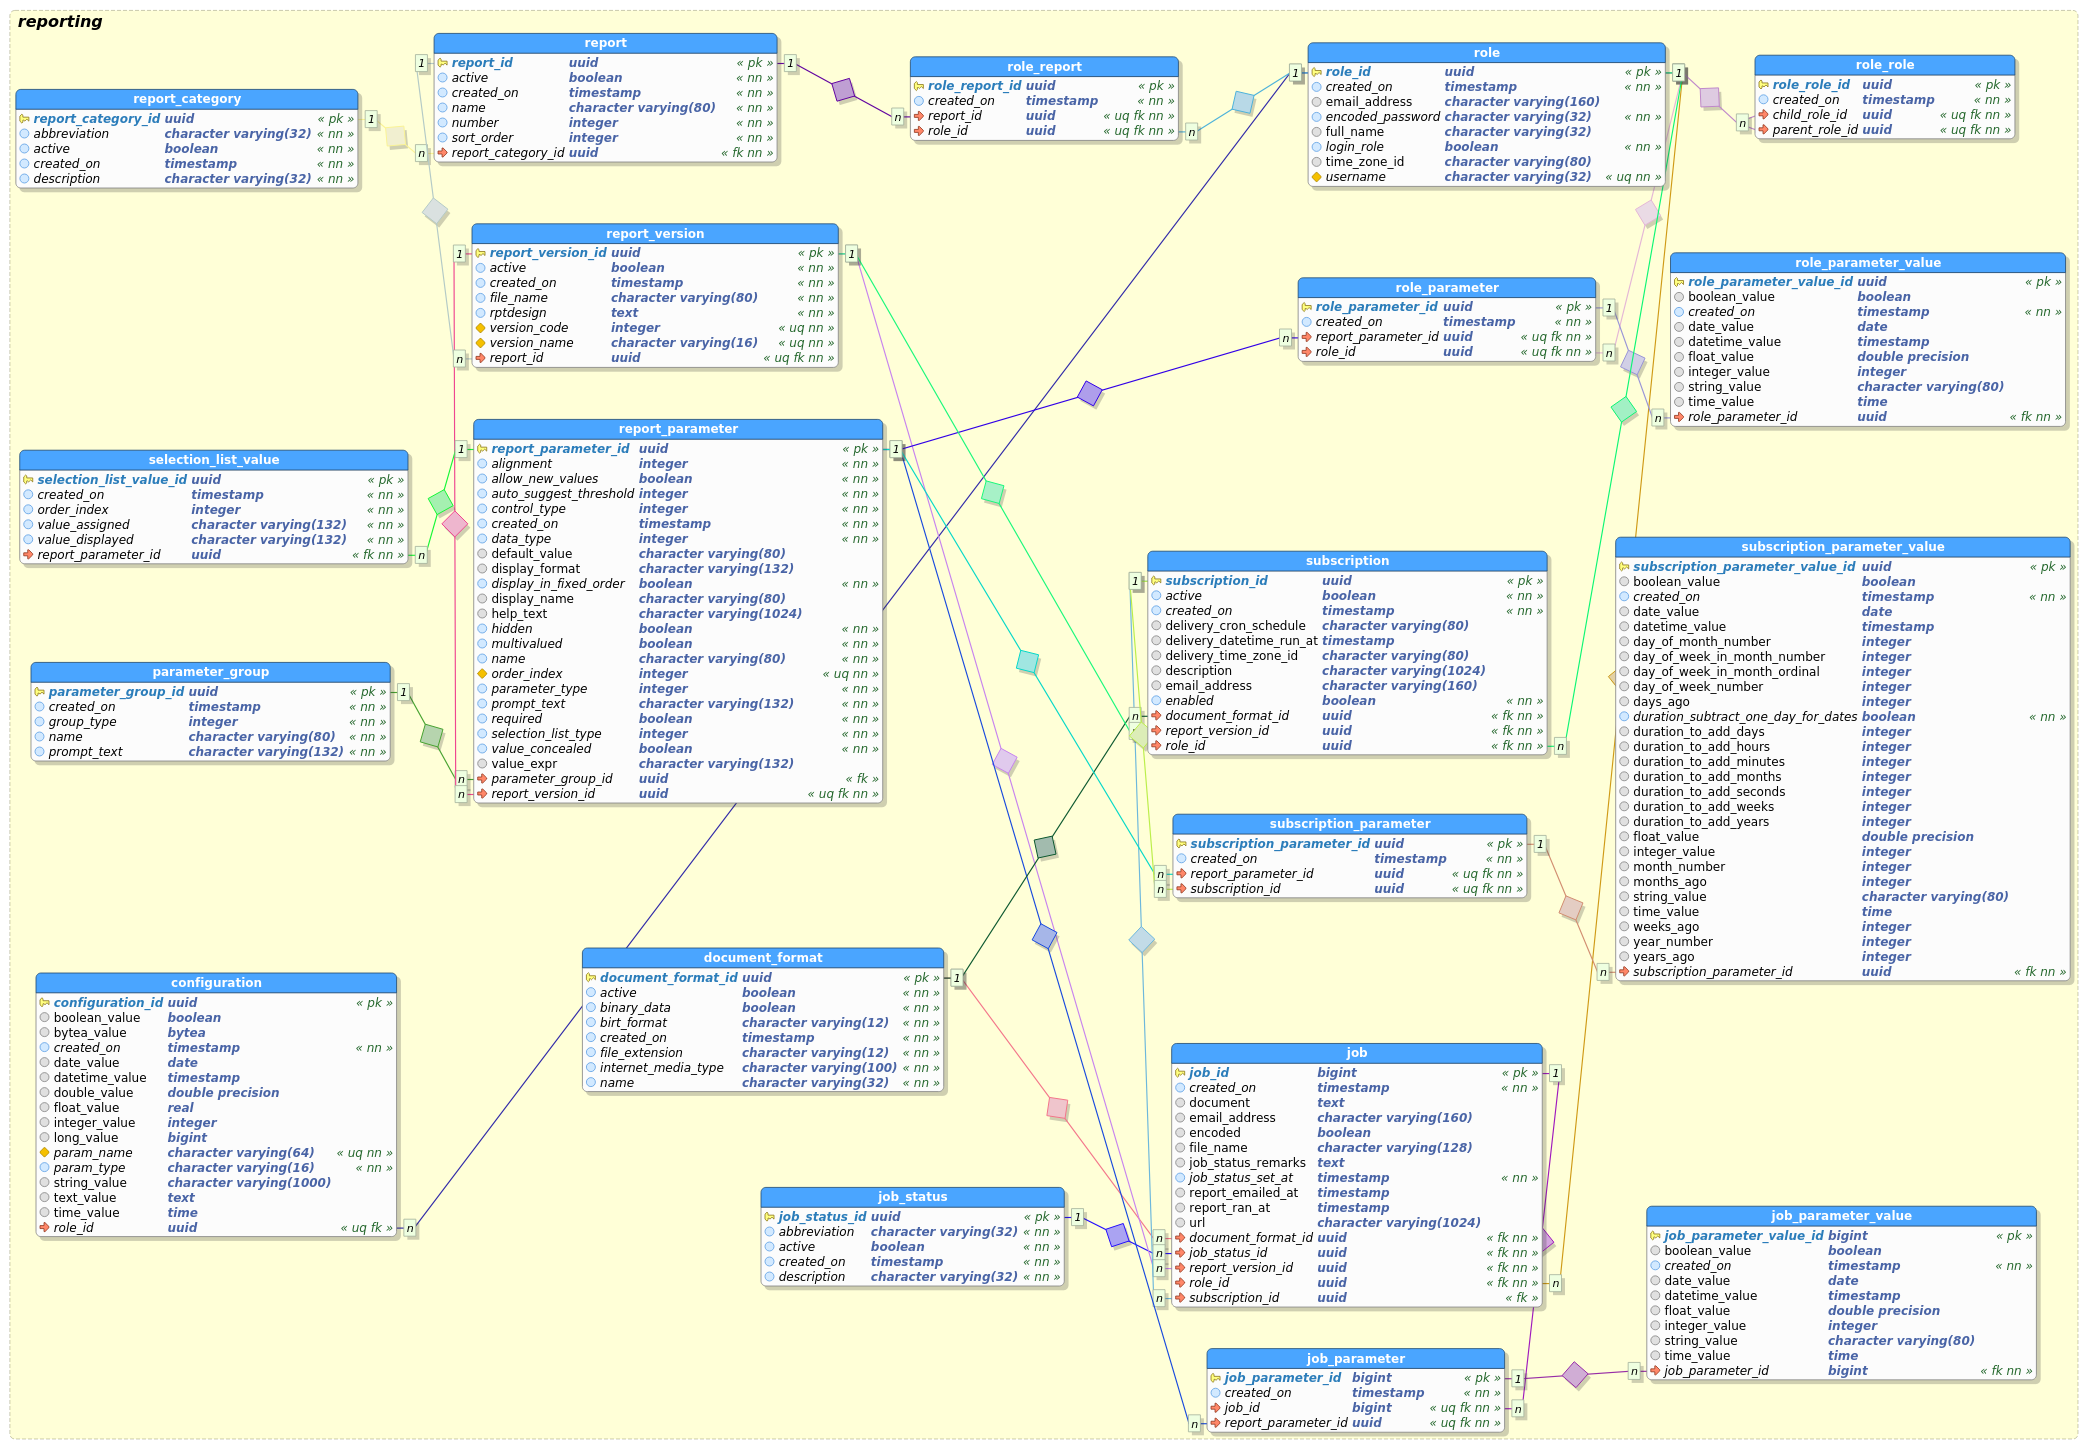 reporting
report
report_id uuid « pk »
active boolean « nn »
created_on timestamp « nn »
name character varying(80) « nn »
number integer « nn »
sort_order integer « nn »
report_category_id uuid « fk nn »
role_report
role_report_id uuid « pk »
created_on timestamp « nn »
report_id uuid « uq fk nn »
role_id uuid « uq fk nn »
role
role_id uuid « pk »
created_on timestamp « nn »
email_address character varying(160)
encoded_password character varying(32) « nn »
full_name character varying(32)
login_role boolean « nn »
time_zone_id character varying(80)
username character varying(32) « uq nn »
role_role
role_role_id uuid « pk »
created_on timestamp « nn »
child_role_id uuid « uq fk nn »
parent_role_id uuid « uq fk nn »
report_category
report_category_id uuid « pk »
abbreviation character varying(32) « nn »
active boolean « nn »
created_on timestamp « nn »
description character varying(32) « nn »
report_version
report_version_id uuid « pk »
active boolean « nn »
created_on timestamp « nn »
file_name character varying(80) « nn »
rptdesign text « nn »
version_code integer « uq nn »
version_name character varying(16) « uq nn »
report_id uuid « uq fk nn »
role_parameter
role_parameter_id uuid « pk »
created_on timestamp « nn »
report_parameter_id uuid « uq fk nn »
role_id uuid « uq fk nn »
role_parameter_value
role_parameter_value_id uuid « pk »
boolean_value boolean
created_on timestamp « nn »
date_value date
datetime_value timestamp
float_value double precision
integer_value integer
string_value character varying(80)
time_value time
role_parameter_id uuid « fk nn »
selection_list_value
selection_list_value_id uuid « pk »
created_on timestamp « nn »
order_index integer « nn »
value_assigned character varying(132) « nn »
value_displayed character varying(132) « nn »
report_parameter_id uuid « fk nn »
report_parameter
report_parameter_id uuid « pk »
alignment integer « nn »
allow_new_values boolean « nn »
auto_suggest_threshold integer « nn »
control_type integer « nn »
created_on timestamp « nn »
data_type integer « nn »
default_value character varying(80)
display_format character varying(132)
display_in_fixed_order boolean « nn »
display_name character varying(80)
help_text character varying(1024)
hidden boolean « nn »
multivalued boolean « nn »
name character varying(80) « nn »
order_index integer « uq nn »
parameter_type integer « nn »
prompt_text character varying(132) « nn »
required boolean « nn »
selection_list_type integer « nn »
value_concealed boolean « nn »
value_expr character varying(132)
parameter_group_id uuid « fk »
report_version_id uuid « uq fk nn »
subscription
subscription_id uuid « pk »
active boolean « nn »
created_on timestamp « nn »
delivery_cron_schedule character varying(80)
delivery_datetime_run_at timestamp
delivery_time_zone_id character varying(80)
description character varying(1024)
email_address character varying(160)
enabled boolean « nn »
document_format_id uuid « fk nn »
report_version_id uuid « fk nn »
role_id uuid « fk nn »
subscription_parameter_value
subscription_parameter_value_id uuid « pk »
boolean_value boolean
created_on timestamp « nn »
date_value date
datetime_value timestamp
day_of_month_number integer
day_of_week_in_month_number integer
day_of_week_in_month_ordinal integer
day_of_week_number integer
days_ago integer
duration_subtract_one_day_for_dates boolean « nn »
duration_to_add_days integer
duration_to_add_hours integer
duration_to_add_minutes integer
duration_to_add_months integer
duration_to_add_seconds integer
duration_to_add_weeks integer
duration_to_add_years integer
float_value double precision
integer_value integer
month_number integer
months_ago integer
string_value character varying(80)
time_value time
weeks_ago integer
year_number integer
years_ago integer
subscription_parameter_id uuid « fk nn »
parameter_group
parameter_group_id uuid « pk »
created_on timestamp « nn »
group_type integer « nn »
name character varying(80) « nn »
prompt_text character varying(132) « nn »
subscription_parameter
subscription_parameter_id uuid « pk »
created_on timestamp « nn »
report_parameter_id uuid « uq fk nn »
subscription_id uuid « uq fk nn »
configuration
configuration_id uuid « pk »
boolean_value boolean
bytea_value bytea
created_on timestamp « nn »
date_value date
datetime_value timestamp
double_value double precision
float_value real
integer_value integer
long_value bigint
param_name character varying(64) « uq nn »
param_type character varying(16) « nn »
string_value character varying(1000)
text_value text
time_value time
role_id uuid « uq fk »
document_format
document_format_id uuid « pk »
active boolean « nn »
binary_data boolean « nn »
birt_format character varying(12) « nn »
created_on timestamp « nn »
file_extension character varying(12) « nn »
internet_media_type character varying(100) « nn »
name character varying(32) « nn »
job
job_id bigint « pk »
created_on timestamp « nn »
document text
email_address character varying(160)
encoded boolean
file_name character varying(128)
job_status_remarks text
job_status_set_at timestamp « nn »
report_emailed_at timestamp
report_ran_at timestamp
url character varying(1024)
document_format_id uuid « fk nn »
job_status_id uuid « fk nn »
report_version_id uuid « fk nn »
role_id uuid « fk nn »
subscription_id uuid « fk »
job_status
job_status_id uuid « pk »
abbreviation character varying(32) « nn »
active boolean « nn »
created_on timestamp « nn »
description character varying(32) « nn »
job_parameter_value
job_parameter_value_id bigint « pk »
boolean_value boolean
created_on timestamp « nn »
date_value date
datetime_value timestamp
float_value double precision
integer_value integer
string_value character varying(80)
time_value time
job_parameter_id bigint « fk nn »
job_parameter
job_parameter_id bigint « pk »
created_on timestamp « nn »
job_id bigint « uq fk nn »
report_parameter_id uuid « uq fk nn »